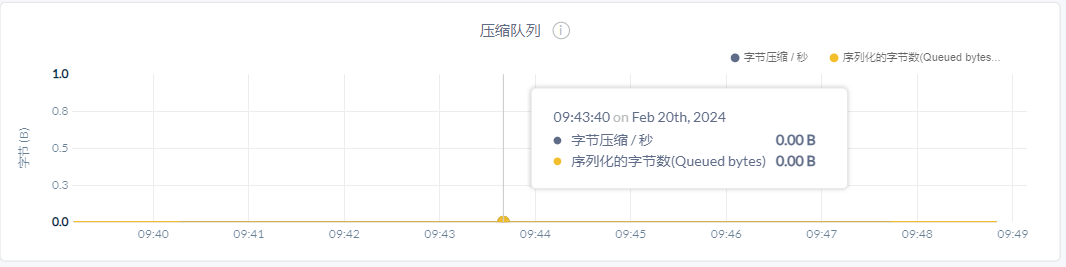 压缩队列 i
字节压缩 / 秒 序列化的字节数(Queued bytes...
字节 (B)
1.0
0.8
0.5
0.3
0.0
09:43:40 on Feb 20th, 2024
字节压缩 / 秒 0.00 B
序列化的字节数(Queued bytes) 0.00 B
09:40 09:41 09:42 09:43 09:44 09:45 09:46 09:47 09:48 09:49